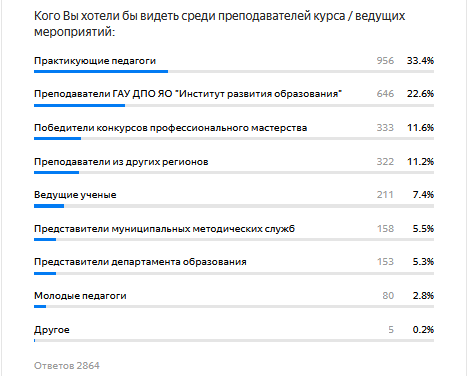 Кого Вы хотели бы видеть среди преподавателей курса / ведущих
мероприятий:
Практикующие педагоги 956 33.4%
Преподаватели ГАУ ДПО ЯО "Институт развития образования" 646 22.6%
Победители конкурсов профессионального мастерства 333 11.6%
Преподаватели из других регионов 322 11.2%
Ведущие ученые 211 7.4%
Представители муниципальных методических служб 158 5.5%
Представители департамента образования 153 5.3%
Молодые педагоги 80 2.8%
Другое 5 0.2%
Ответов 2864